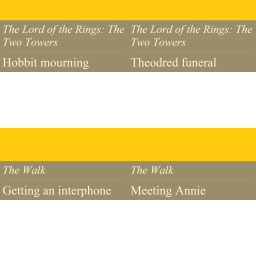 The Lord of the Rings: The Two Towers
Hobbit mourning
The Lord of the Rings: The Two Towers
Theodred funeral
The Walk
Getting an interphone
The Walk
Meeting Annie